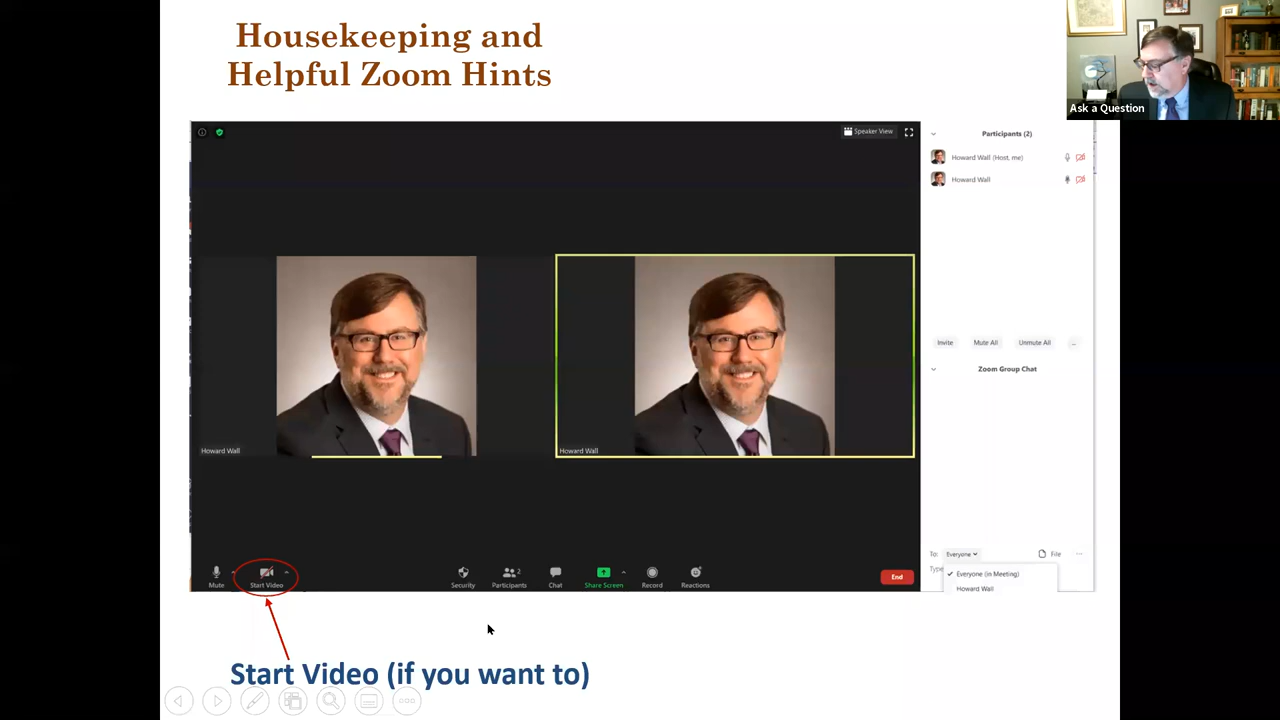 Housekeeping and
Helpful Zoom Hints
Ask a Question
Speaker View
Participants (2)
Howard Wall (Host, me)
Howard Wall
Howard Wall
Howard Wall
Invite
Mute All
Unmute All
...
Zoom Group Chat
To:
Everyone
File
...
Type
Everyone (in Meeting)
Howard Wall
Mute
Start Video
Security
2
Participants
Chat
Share Screen
Record
Reactions
End
Start Video (if you want to)